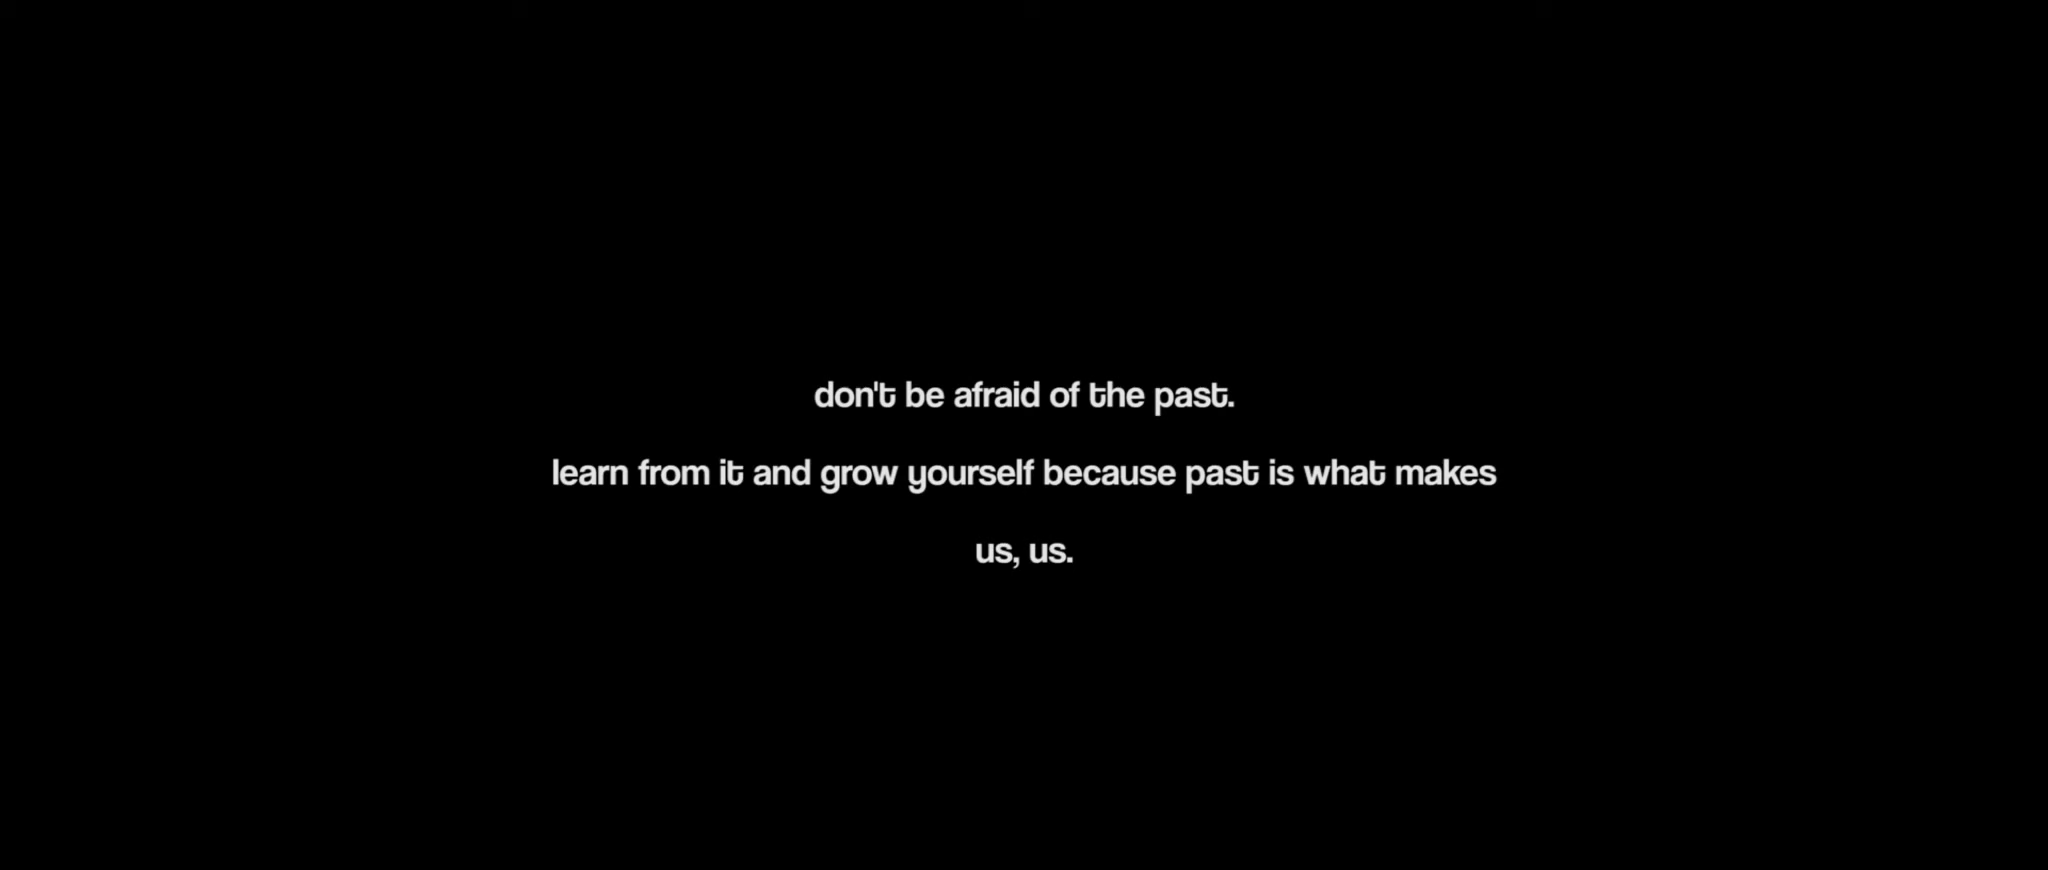 don't be afraid of the past.
learn from it and grow yourself because past is what makes
us, us.